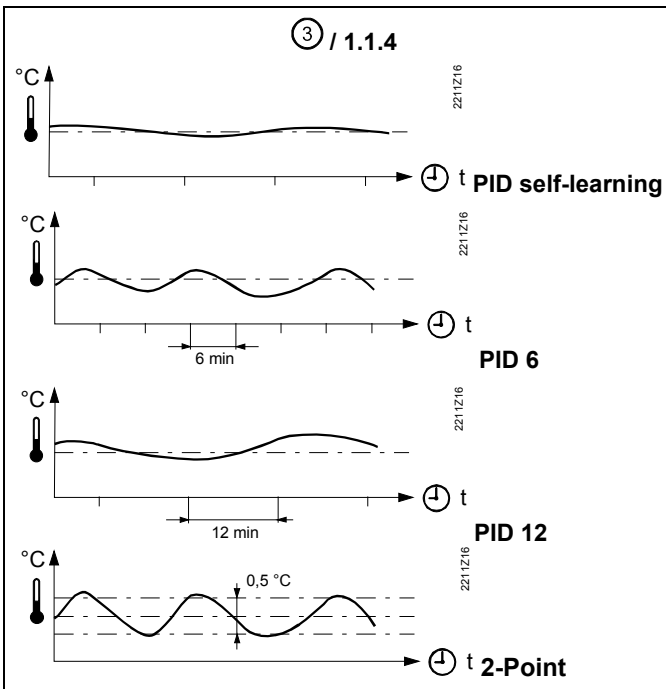 ③ / 1.1.4
°C
2211Z16
t PID self-learning
°C
2211Z16
t
6 min
PID 6
°C
2211Z16
t
12 min
PID 12
°C
0,5 °C
2211Z16
t 2-Point